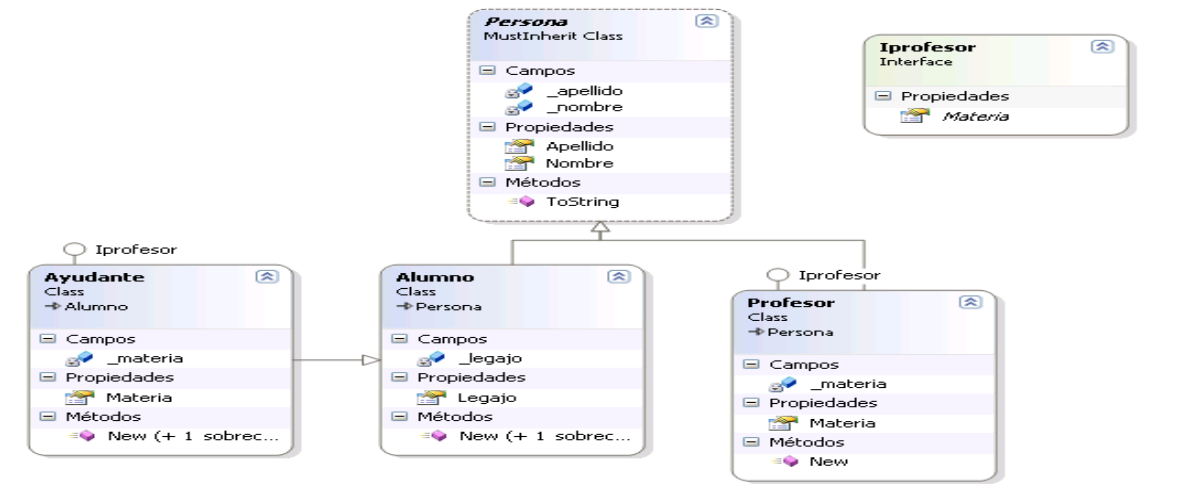 Persona
MustInherit Class
Campos
_apellido
_nombre
Propiedades
Apellido
Nombre
Métodos
ToString
Iprofesor
Interface
Propiedades
Materia
Iprofesor
Ayudante
Class
Alumno
Campos
_materia
Propiedades
Materia
Métodos
New (+ 1 sobrec...
Alumno
Class
Persona
Campos
_legajo
Propiedades
Legajo
Métodos
New (+ 1 sobrec...
Iprofesor
Profesor
Class
Persona
Campos
_materia
Propiedades
Materia
Métodos
New